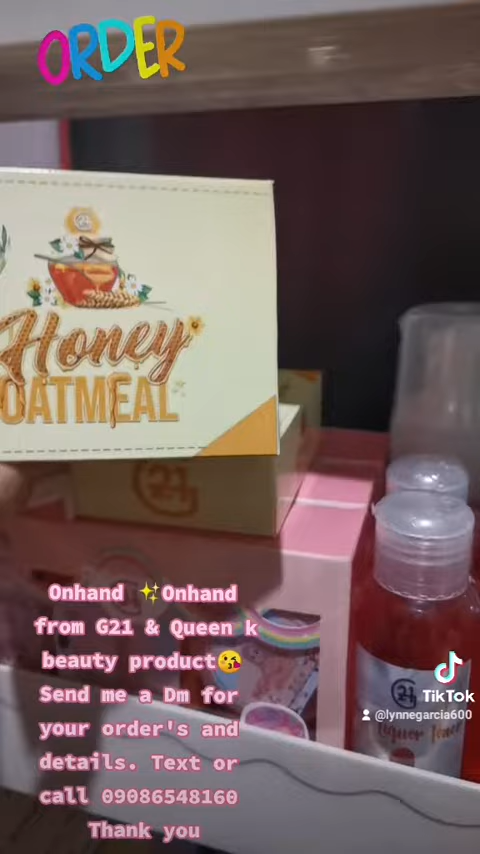 ORDER
Honey
OATMEAL
Onhand ✨Onhand
from G21 & Queen k
beauty product😘
Send me a Dm for
your order's and
details. Text or
call 09086548160
Thank you
TikTok
@lynnegarcia600